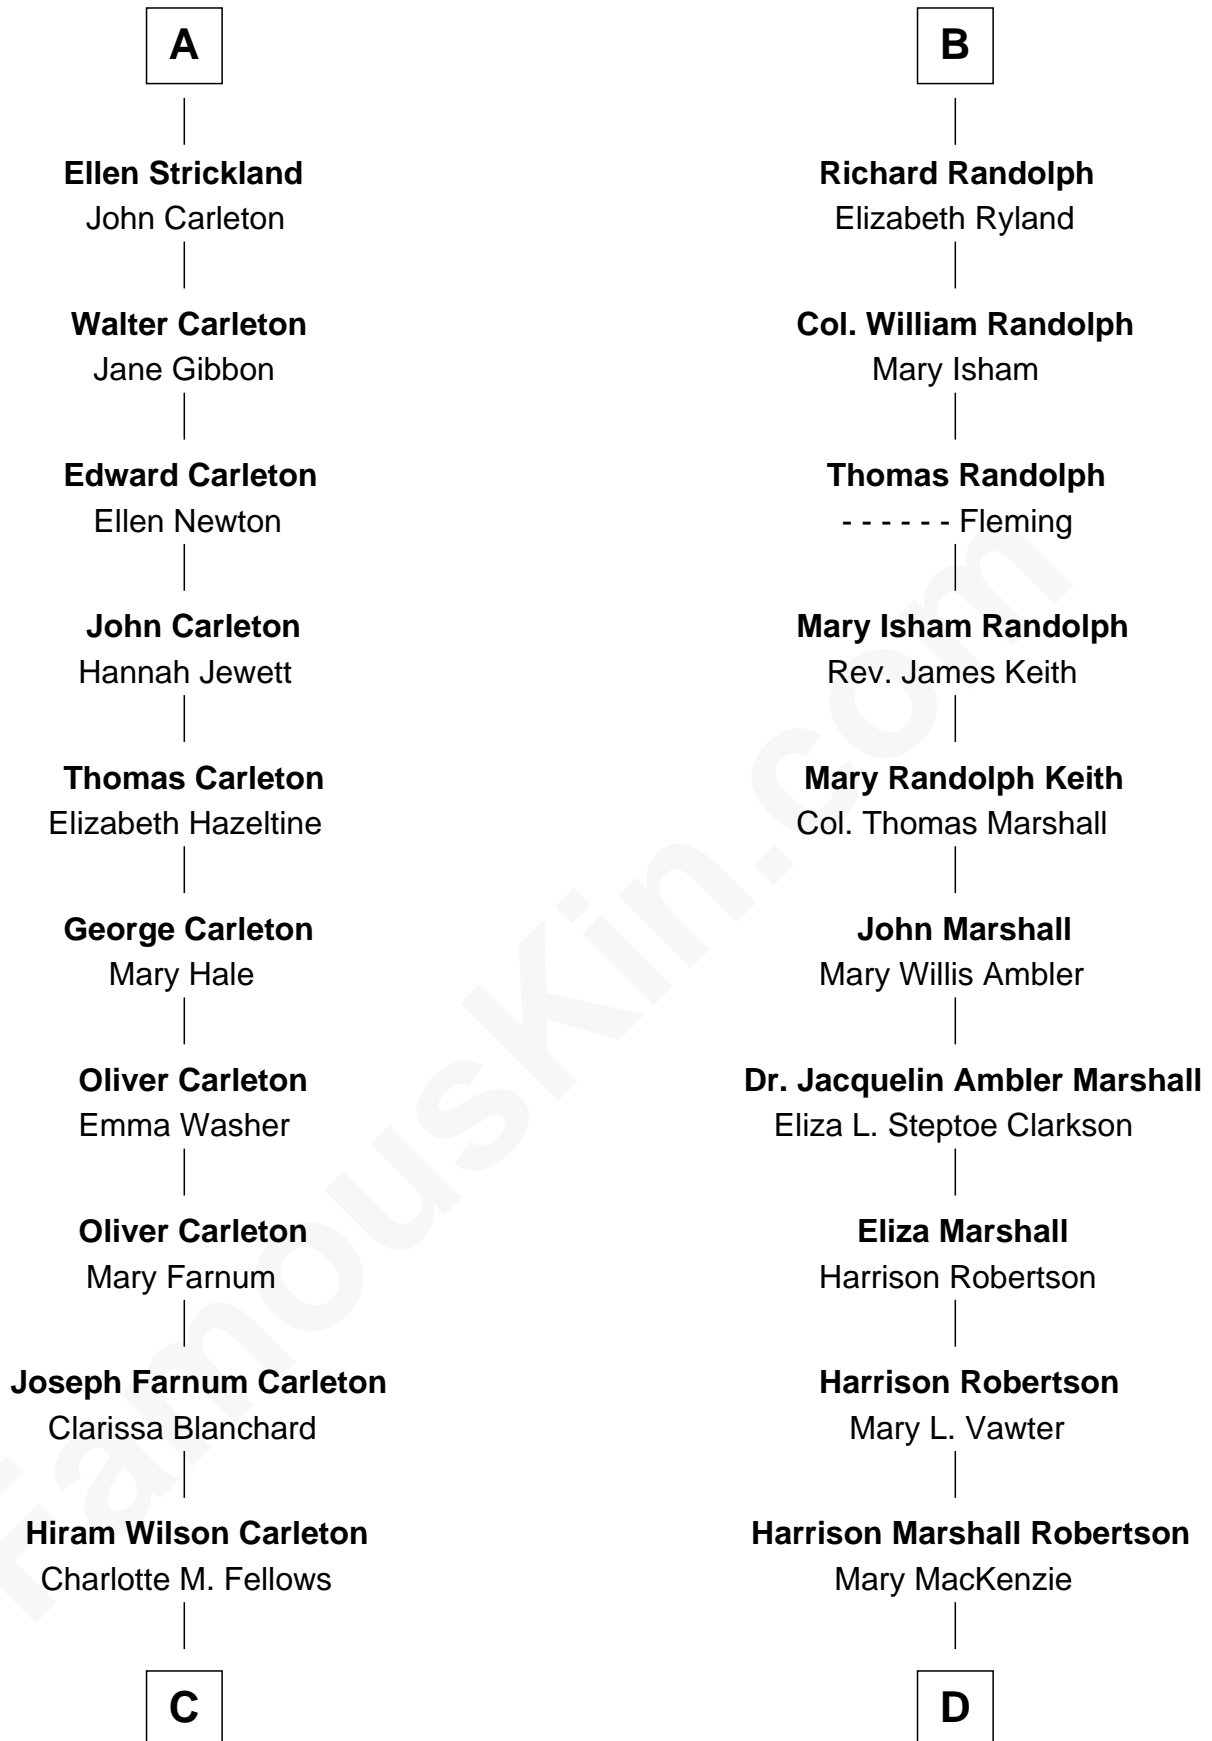 A
Ellen Strickland
John Carleton
Walter Carleton
Jane Gibbon
Edward Carleton
Ellen Newton
John Carleton
Hannah Jewett
Thomas Carleton
Elizabeth Hazeltine
George Carleton
Mary Hale
Oliver Carleton
Emma Washer
Oliver Carleton
Mary Farnum
Joseph Farnum Carleton
Clarissa Blanchard
Hiram Wilson Carleton
Charlotte M. Fellows
C
B
Richard Randolph
Elizabeth Ryland
Col. William Randolph
Mary Isham
Thomas Randolph
- - - - - - Fleming
Mary Isham Randolph
Rev. James Keith
Mary Randolph Keith
Col. Thomas Marshall
John Marshall
Mary Willis Ambler
Dr. Jacquelin Ambler Marshall
Eliza L. Steptoe Clarkson
Eliza Marshall
Harrison Robertson
Harrison Robertson
Mary L. Vawter
Harrison Marshall Robertson
Mary MacKenzie
D
FamousKin.com